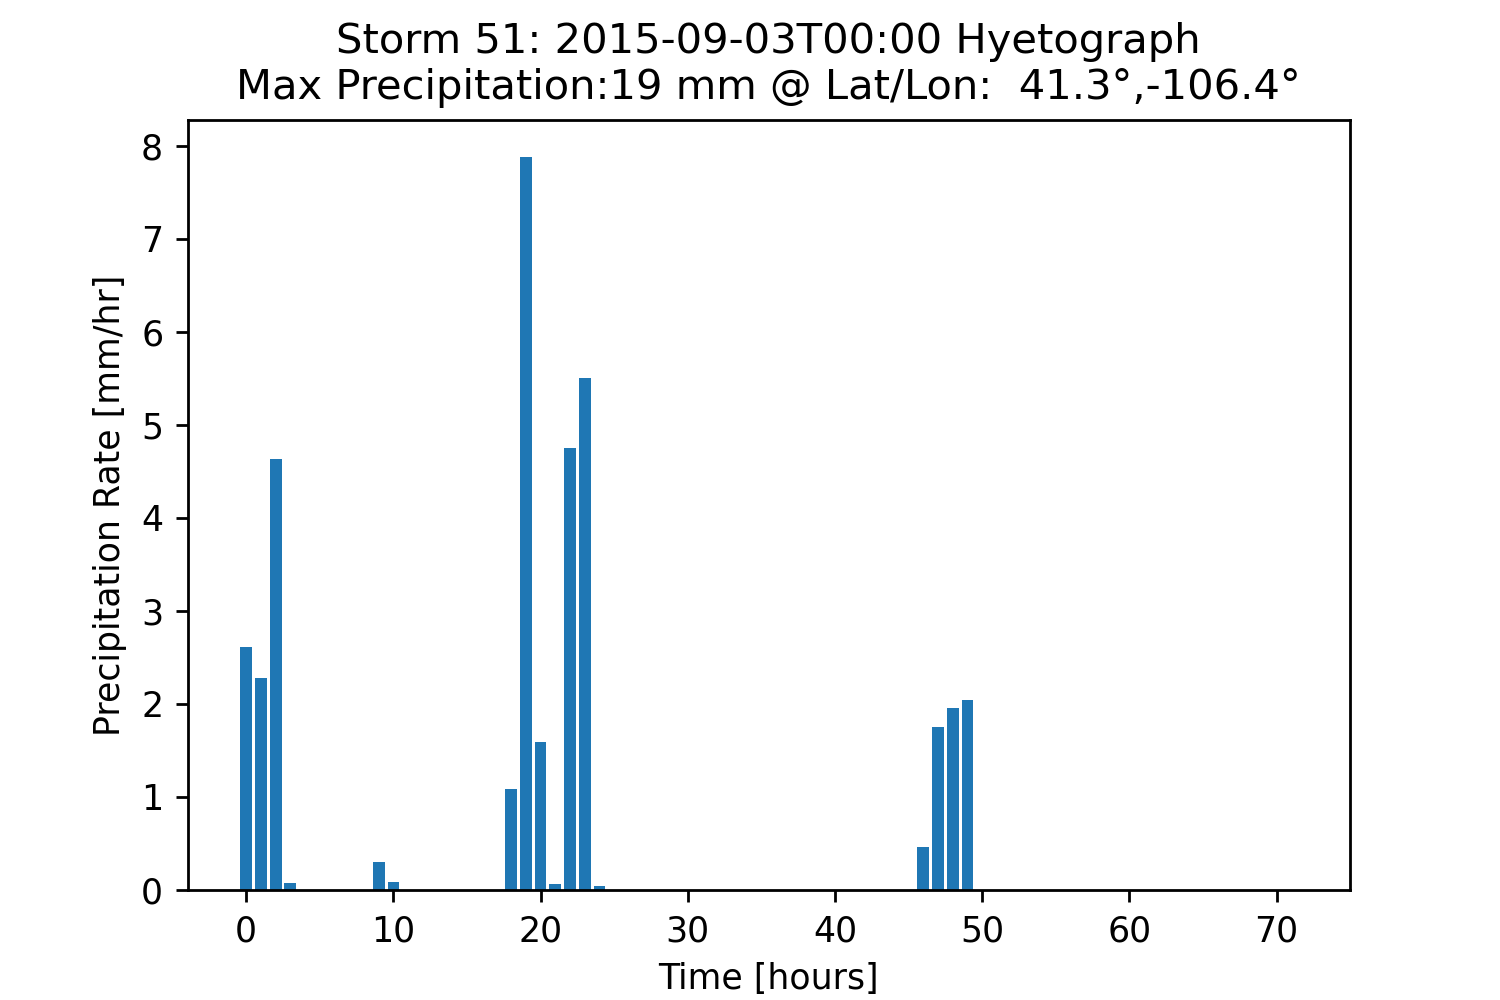 Storm 51: 2015-09-03T00:00 Hyetograph
Max Precipitation:19 mm @ Lat/Lon:  41.3°,-106.4°
8
7
6
5
4
3
2
1
0
Precipitation Rate [mm/hr]
0 10 20 30 40 50 60 70
Time [hours]